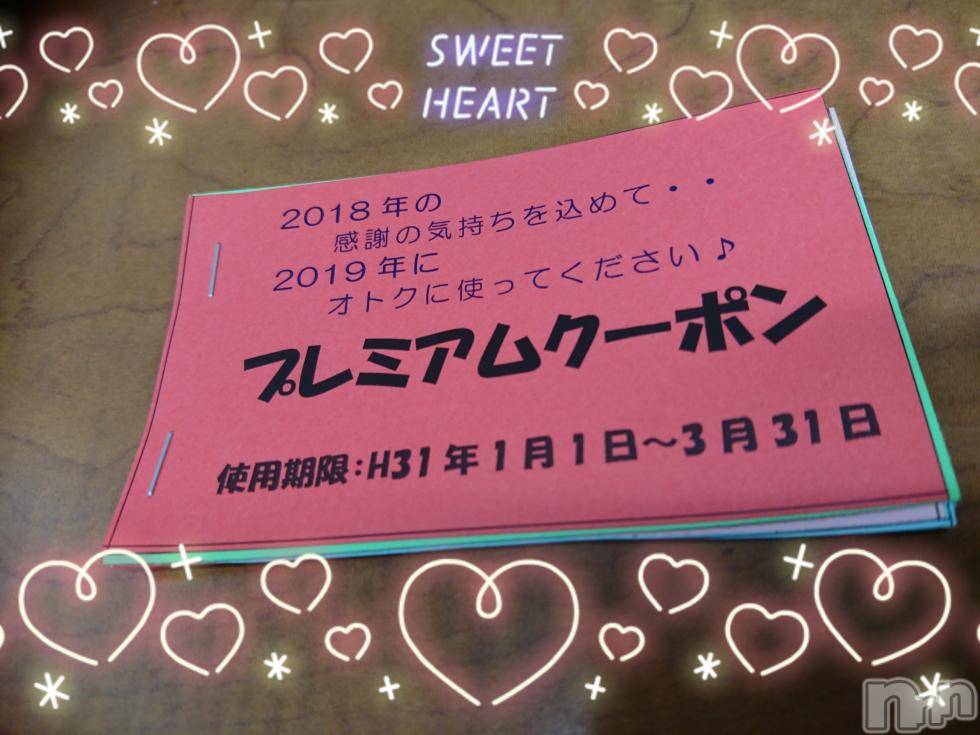 SWEET
HEART
2018年の
感謝の気持ちを込めて・・
2019年に
オトクに使ってください♪
プレミアムクーポン
使用期限:H31年1月1日~3月31日